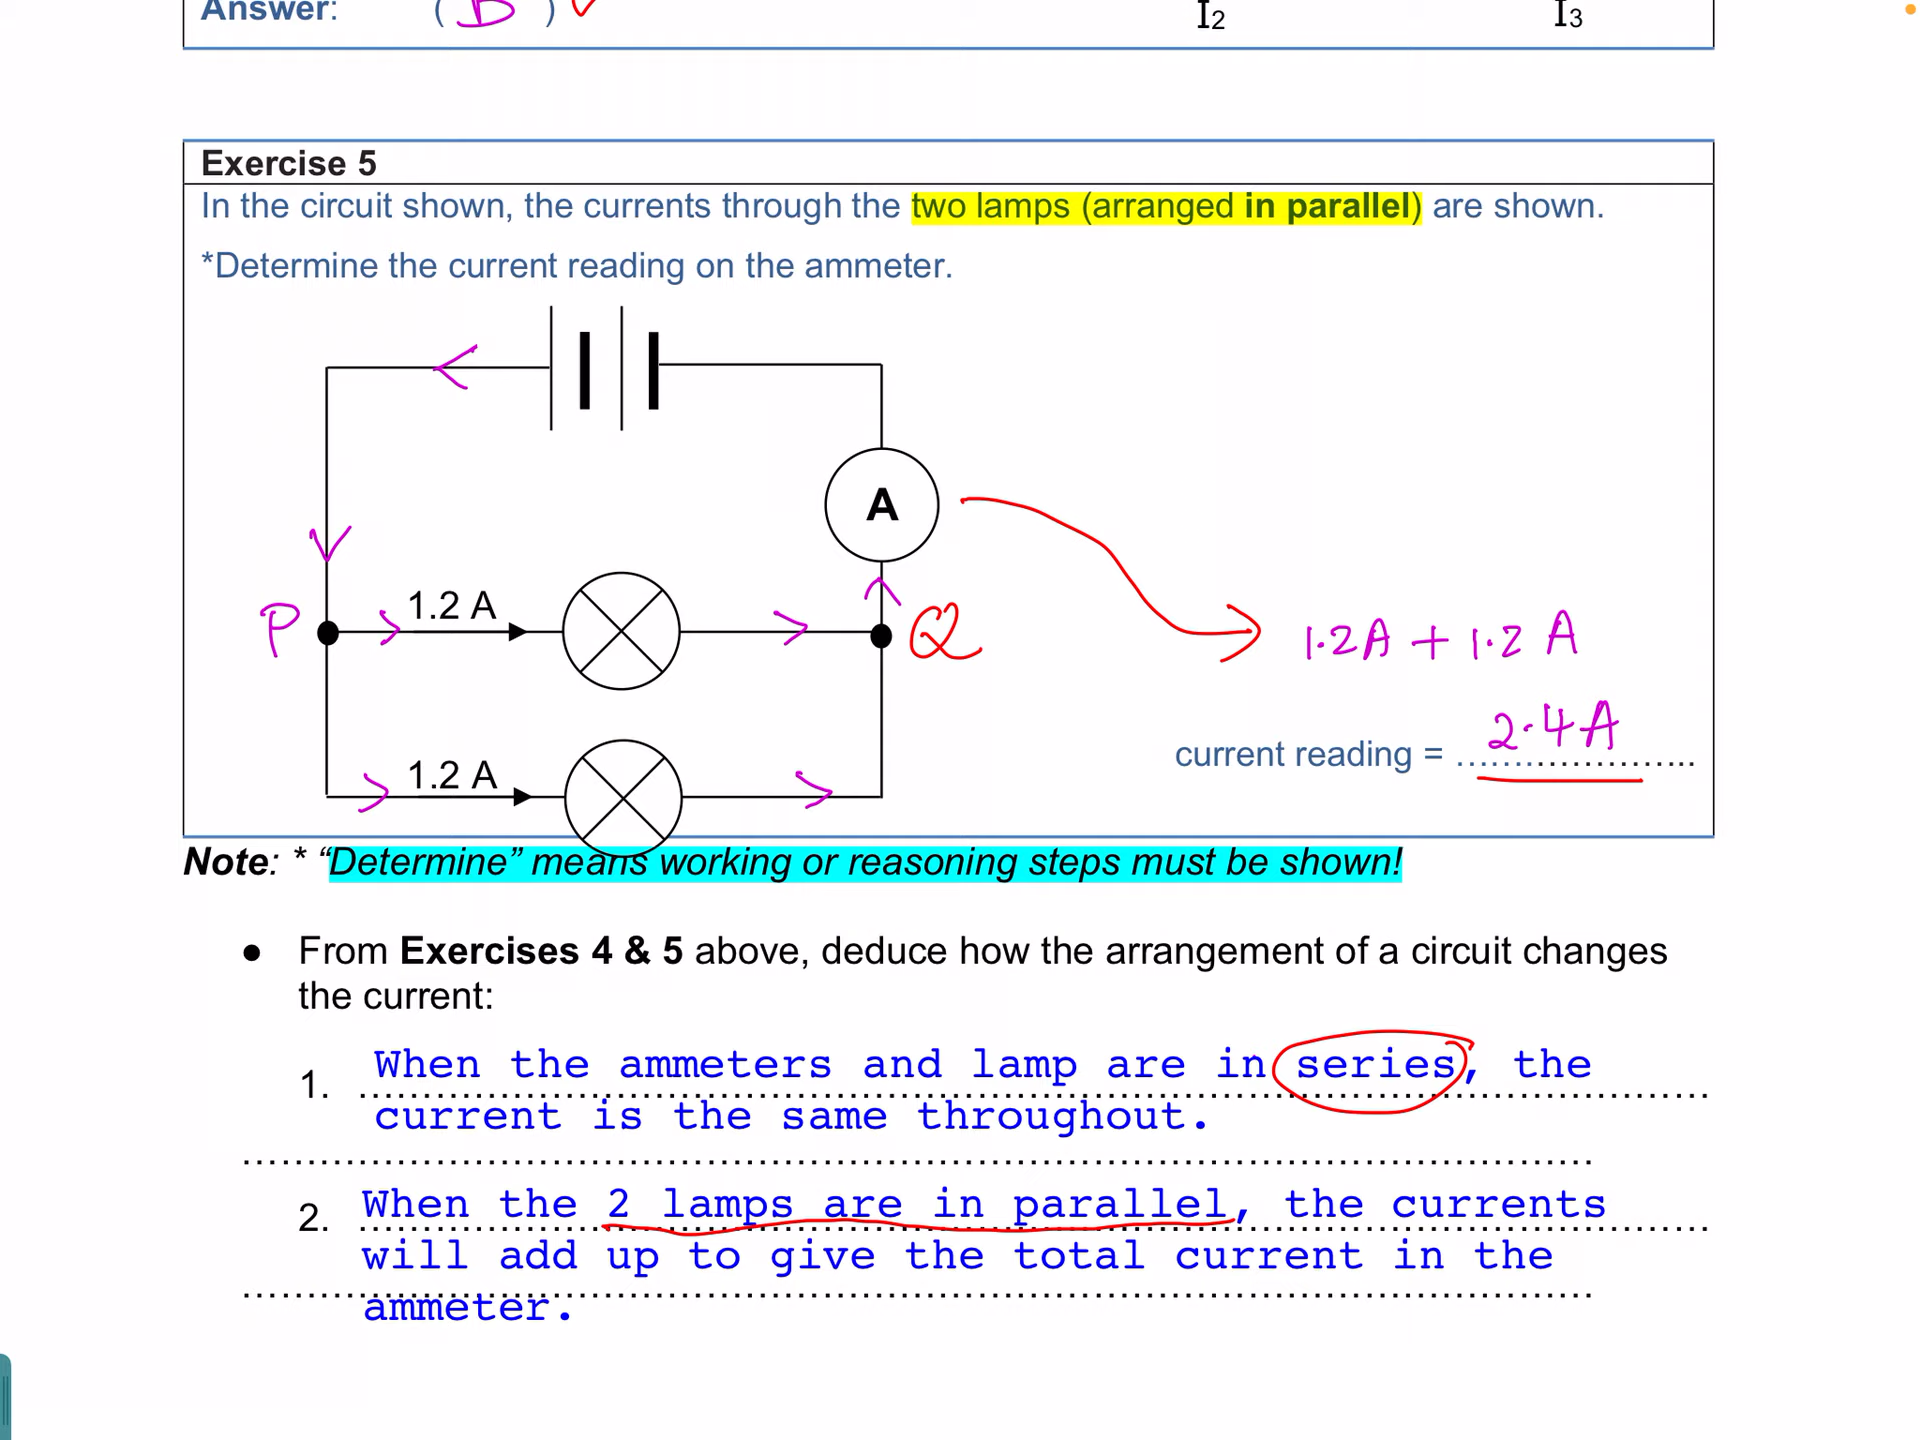 Answer: ( B )
I2 I3
Exercise 5
In the circuit shown, the currents through the two lamps (arranged in parallel) are shown.
*Determine the current reading on the ammeter.
A
P
1.2 A
Q
1.2A + 1.2 A
1.2 A
current reading = 2.4A
Note: * “Determine” means working or reasoning steps must be shown!
● From Exercises 4 & 5 above, deduce how the arrangement of a circuit changes
the current:
1. When the ammeters and lamp are in series, the
current is the same throughout.
2. When the 2 lamps are in parallel, the currents
will add up to give the total current in the
ammeter.